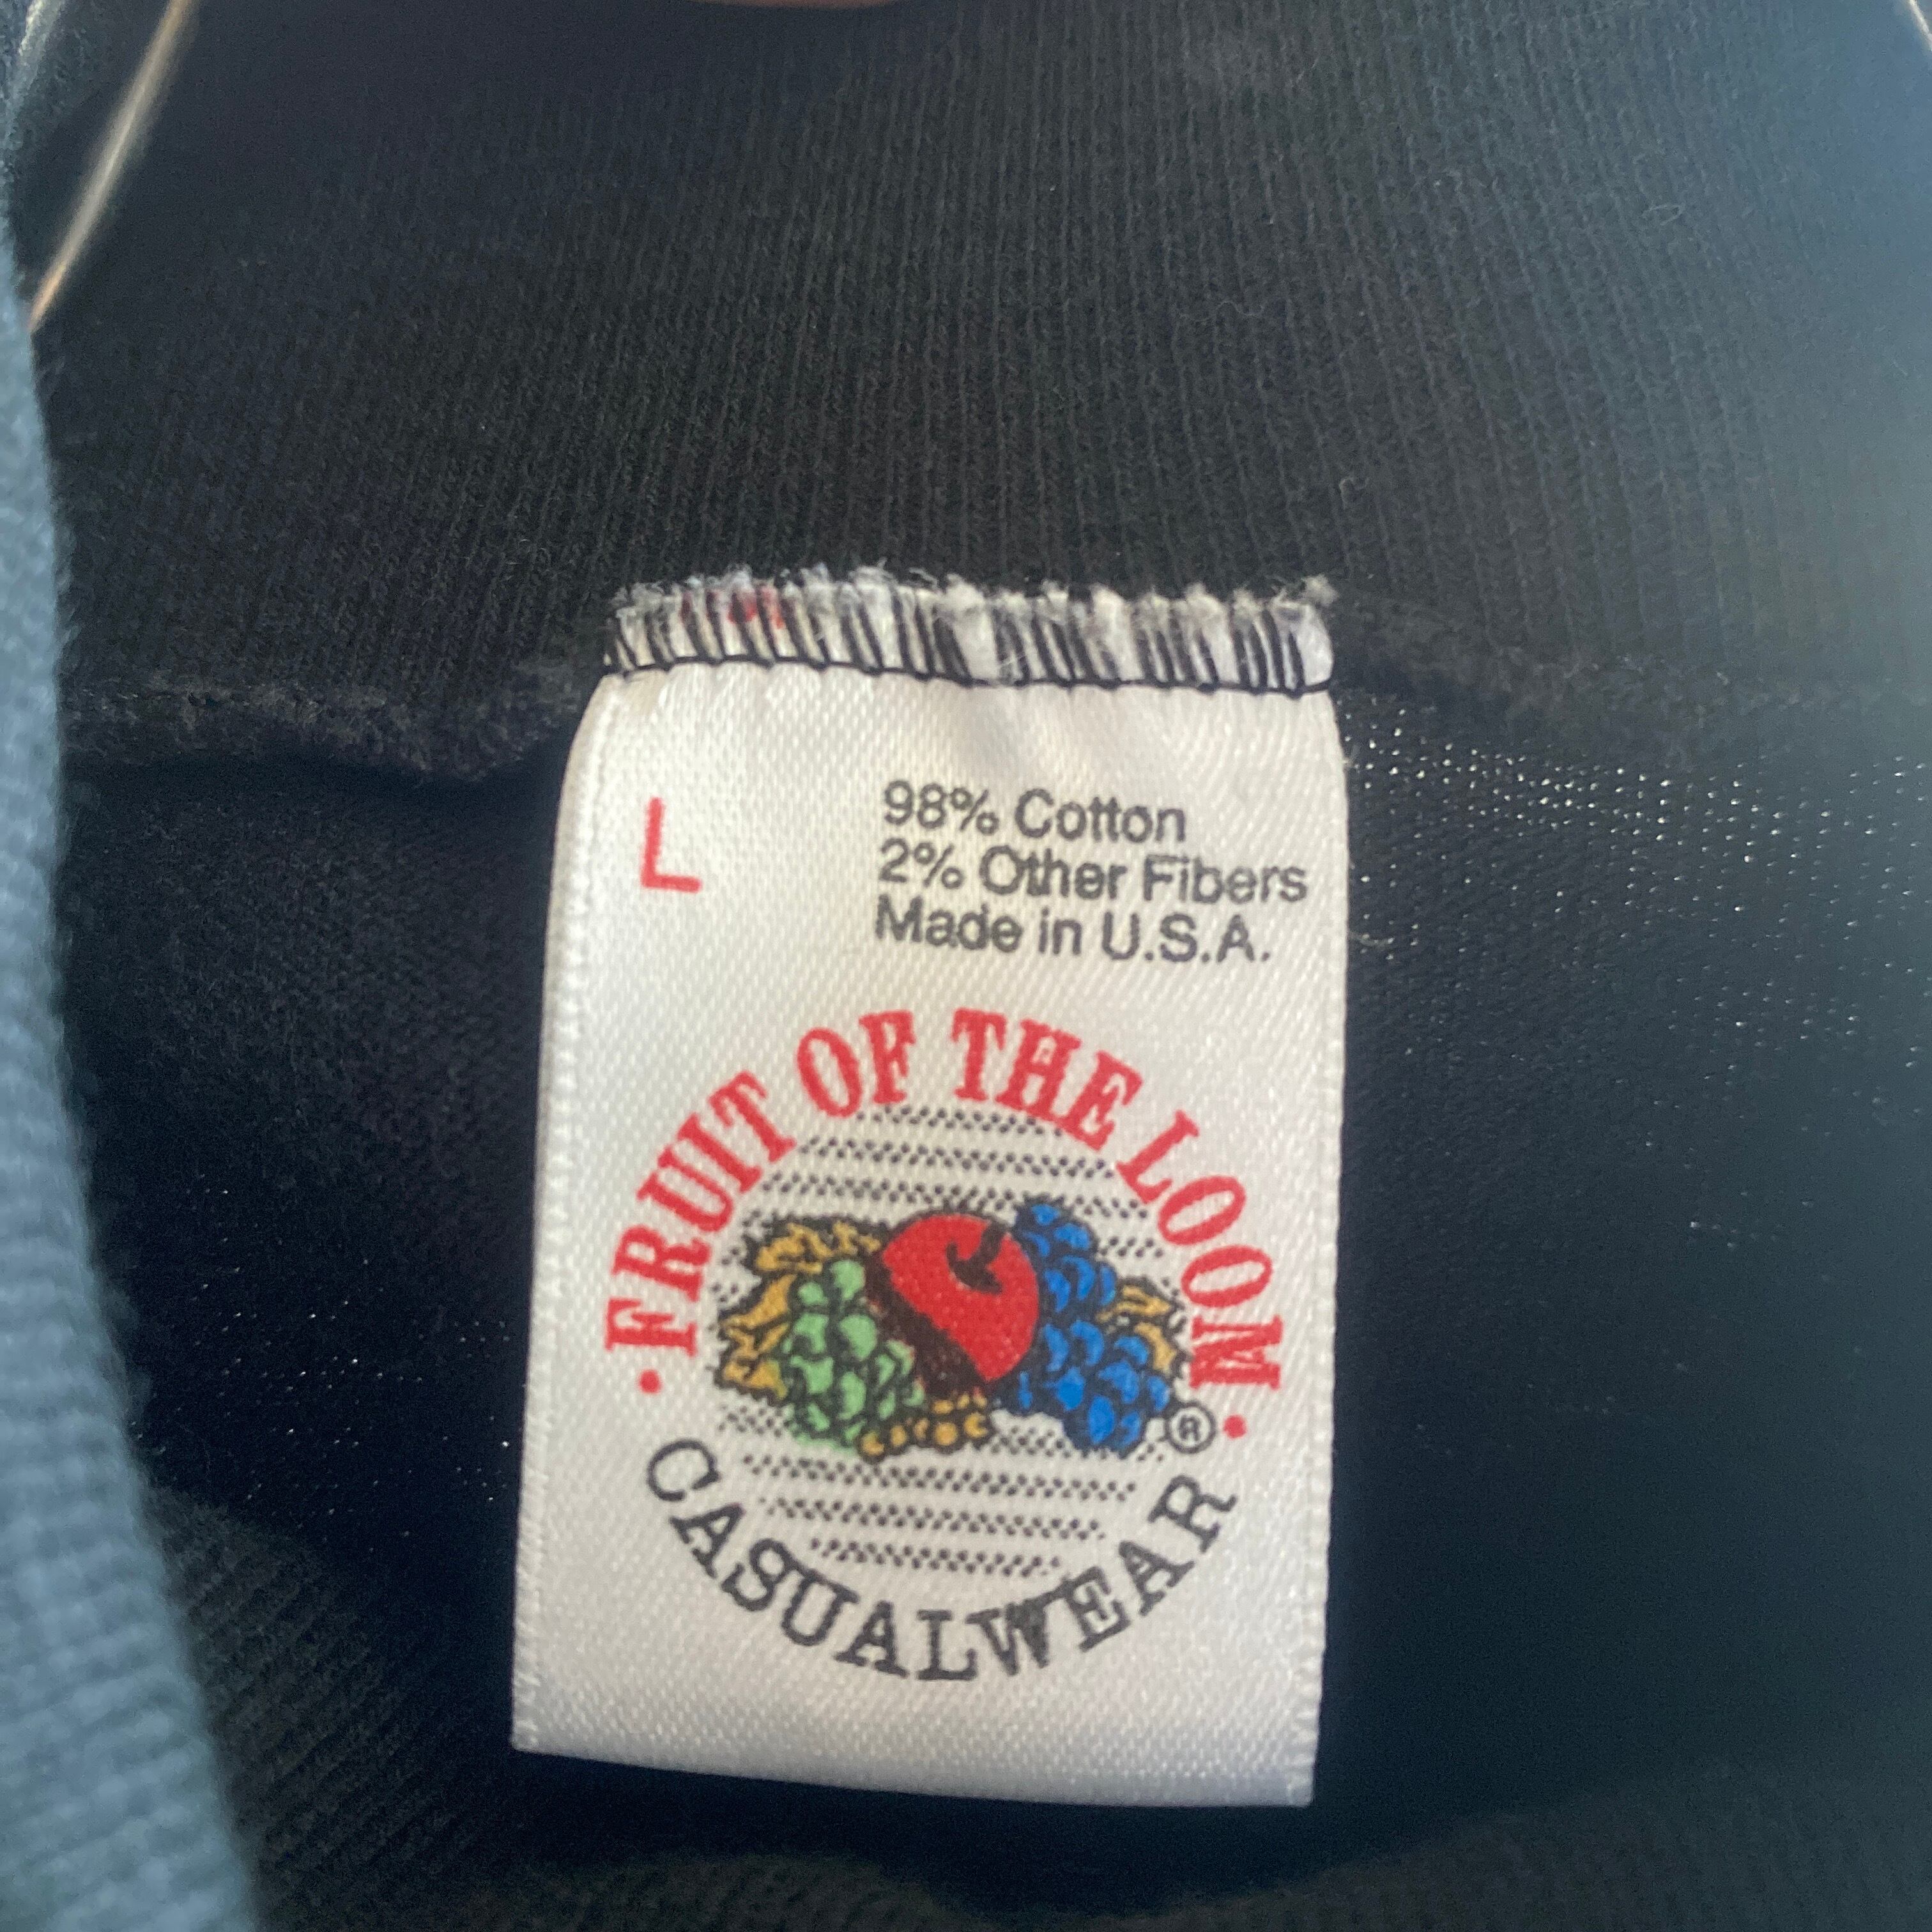 L
98% Cotton
2% Other Fibers
Made in U.S.A.
• FRUIT OF THE LOOM •
®
CASUALWEAR